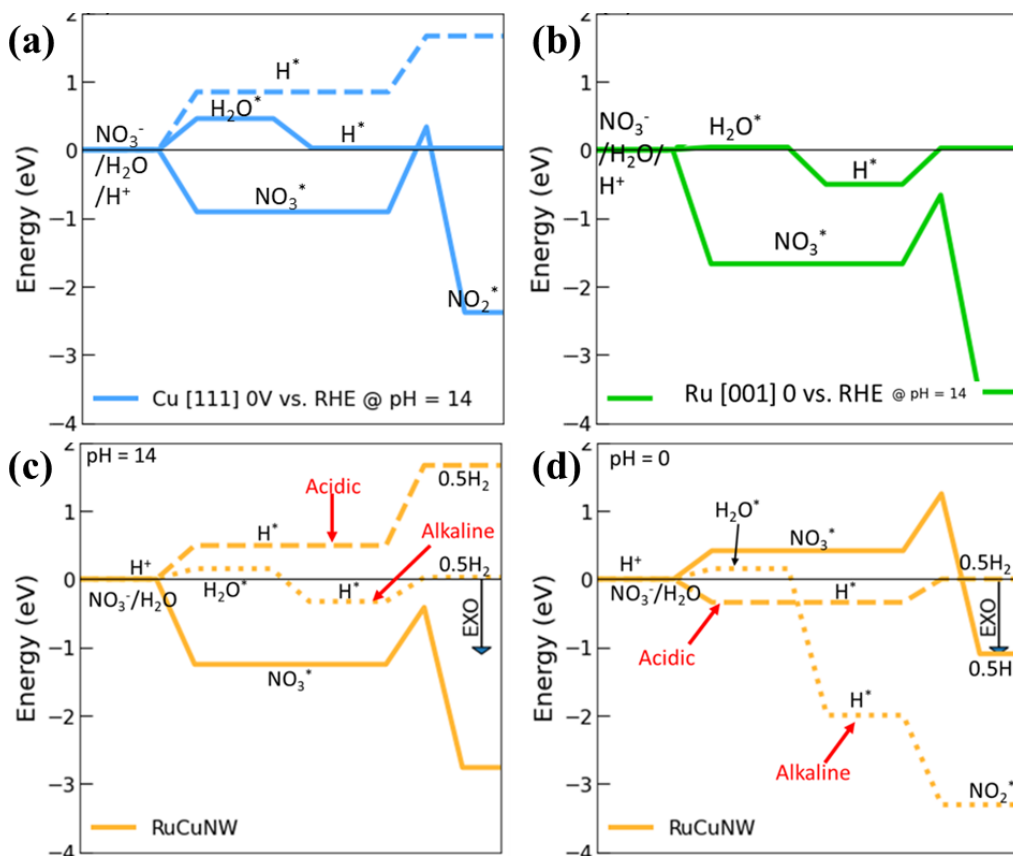 (a)
2
1
0
−1
−2
−3
−4
Energy (eV)
NO₃⁻
/H₂O
/H⁺
H*
H₂O*
H*
NO₃*
NO₂*
Cu [111] 0V vs. RHE @ pH = 14
(b)
2
1
0
−1
−2
−3
−4
Energy (eV)
NO₃⁻
/H₂O/
H⁺
H₂O*
H*
NO₃*
Ru [001] 0 vs. RHE @ pH = 14
(c)
2
1
0
−1
−2
−3
−4
Energy (eV)
pH = 14
Acidic
0.5H₂
H*
Alkaline
H⁺
0.5H₂
NO₃⁻/H₂O
H₂O*
H*
EXO
NO₃*
RuCuNW
(d)
2
1
0
−1
−2
−3
−4
Energy (eV)
pH = 0
H₂O*
NO₃*
H⁺
H*
0.5H₂
NO₃⁻/H₂O
EXO
Acidic
0.5H
H*
Alkaline
NO₂*
RuCuNW